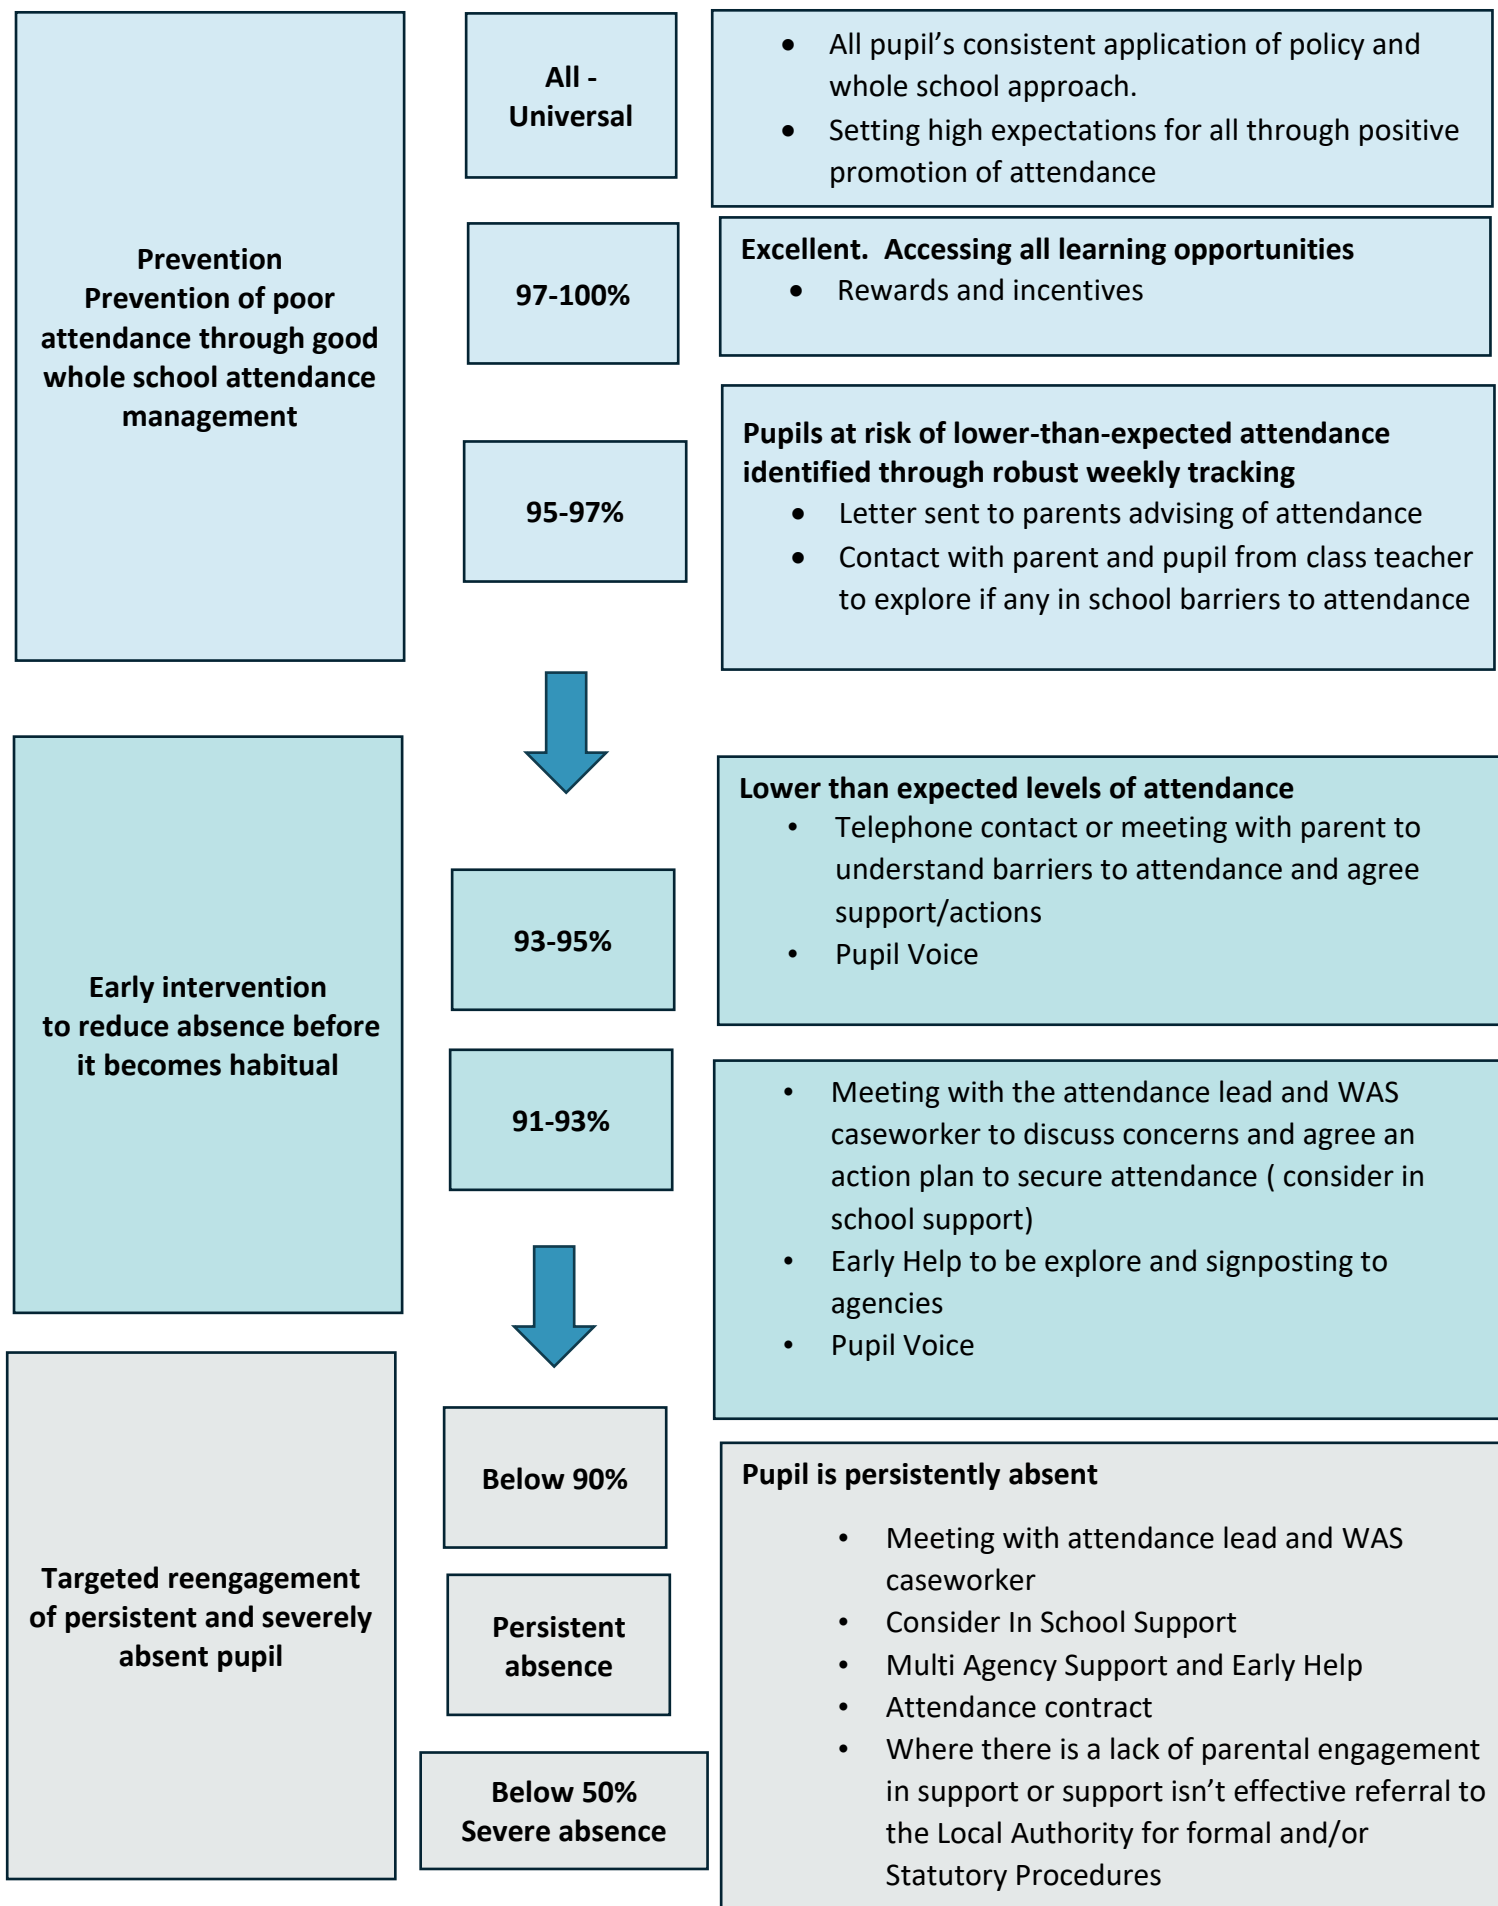 Prevention
Prevention of poor
attendance through good
whole school attendance
management
All -
Universal
• All pupil’s consistent application of policy and
whole school approach.
• Setting high expectations for all through positive
promotion of attendance
97-100%
Excellent.  Accessing all learning opportunities
• Rewards and incentives
95-97%
Pupils at risk of lower-than-expected attendance
identified through robust weekly tracking
• Letter sent to parents advising of attendance
• Contact with parent and pupil from class teacher
to explore if any in school barriers to attendance
Early intervention
to reduce absence before
it becomes habitual
93-95%
Lower than expected levels of attendance
• Telephone contact or meeting with parent to
understand barriers to attendance and agree
support/actions
• Pupil Voice
91-93%
• Meeting with the attendance lead and WAS
caseworker to discuss concerns and agree an
action plan to secure attendance ( consider in
school support)
• Early Help to be explore and signposting to
agencies
• Pupil Voice
Targeted reengagement
of persistent and severely
absent pupil
Below 90%
Persistent
absence
Below 50%
Severe absence
Pupil is persistently absent
• Meeting with attendance lead and WAS
caseworker
• Consider In School Support
• Multi Agency Support and Early Help
• Attendance contract
• Where there is a lack of parental engagement
in support or support isn’t effective referral to
the Local Authority for formal and/or
Statutory Procedures